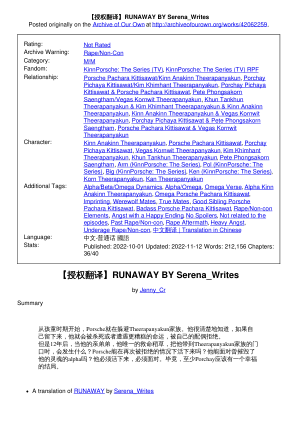 【授权翻译】RUNAWAY BY Serena_Writes
Posted originally on the Archive of Our Own at http://archiveofourown.org/works/42062259.
Rating:
Not Rated
Archive Warning:
Rape/Non-Con
Category:
M/M
Fandom:
KinnPorsche: The Series (TV), KinnPorsche: The Series (TV) RPF
Relationship:
Porsche Pachara Kittisawat/Kinn Anakinn Theerapanyakun, Porchay
Pichaya Kittisawat/Kim Khimhant Theerapanyakun, Porchay Pichaya
Kittisawat & Porsche Pachara Kittisawat, Pete Phongsakorn
Saengtham/Vegas Kornwit Theerapanyakun, Khun Tankhun
Theerapanyakun & Kim Khimhant Theerapanyakun & Kinn Anakinn
Theerapanyakun, Kinn Anakinn Theerapanyakun & Vegas Kornwit
Theerapanyakun, Porchay Pichaya Kittisawat & Pete Phongsakorn
Saengtham, Porsche Pachara Kittisawat & Vegas Kornwit
Theerapanyakun
Character:
Kinn Anakinn Theerapanyakun, Porsche Pachara Kittisawat, Porchay
Pichaya Kittisawat, Vegas Kornwit Theerapanyakun, Kim Khimhant
Theerapanyakun, Khun Tankhun Theerapanyakun, Pete Phongsakorn
Saengtham, Arm (KinnPorsche: The Series), Pol (KinnPorsche: The
Series), Big (KinnPorsche: The Series), Ken (KinnPorsche: The Series),
Korn Theerapanyakun, Kan Theerapanyakun
Additional Tags:
Alpha/Beta/Omega Dynamics, Alpha/Omega, Omega Verse, Alpha Kinn
Anakinn Theerapanyakun, Omega Porsche Pachara Kittisawat,
Imprinting, Werewolf Mates, True Mates, Good Sibling Porsche
Pachara Kittisawat, Badass Porsche Pachara Kittisawat, Rape/Non-con
Elements, Angst with a Happy Ending, No Spoilers, Not related to the
episodes, Past Rape/Non-con, Rape Aftermath, Heavy Angst,
Underage Rape/Non-con, 中文翻译 | Translation in Chinese
Language:
中文-普通话 國語
Stats:
Published: 2022-10-01 Updated: 2022-11-12 Words: 212,156 Chapters:
36/40
【授权翻译】RUNAWAY BY Serena_Writes
by Jenny_Cr
Summary
从孩童时期开始，Porsche就在躲避Theerapanyakun家族。他很清楚地知道，如果自
己留下来，他就会被杀死或者遭遇更糟糕的命运，被自己的配偶拒绝。
但是12年后，当他的亲弟弟，他唯一的救命稻草，把他带到Theerapanyakun家族的门
口时，会发生什么？Porsche能在再次被拒绝的情况下活下来吗？他能面对曾被毁了
他的灵魂的alpha吗？他必须活下来，必须面对。毕竟，至少Porchay应该有一个幸福
的结局。
• A translation of RUNAWAY by Serena_Writes